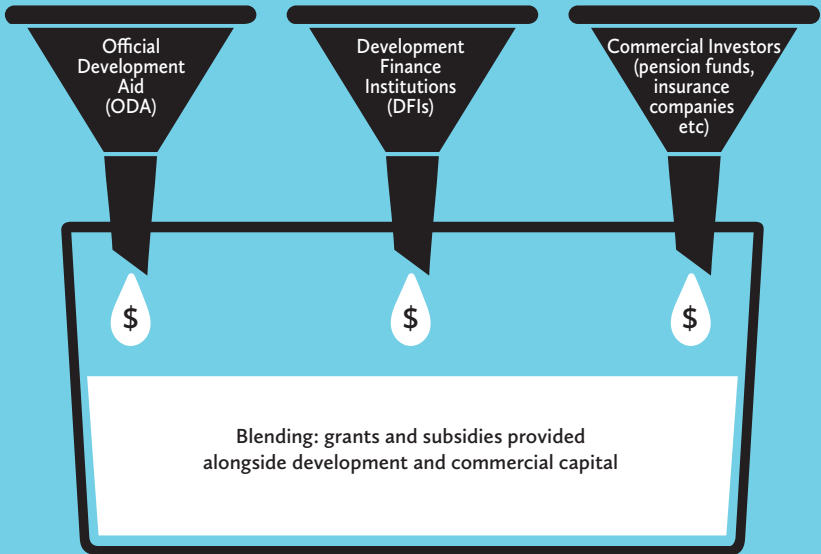 Official
Development
Aid
(ODA)
Development
Finance
Institutions
(DFIs)
Commercial Investors
(pension funds,
insurance
companies
etc)
$
$
$
Blending: grants and subsidies provided
alongside development and commercial capital